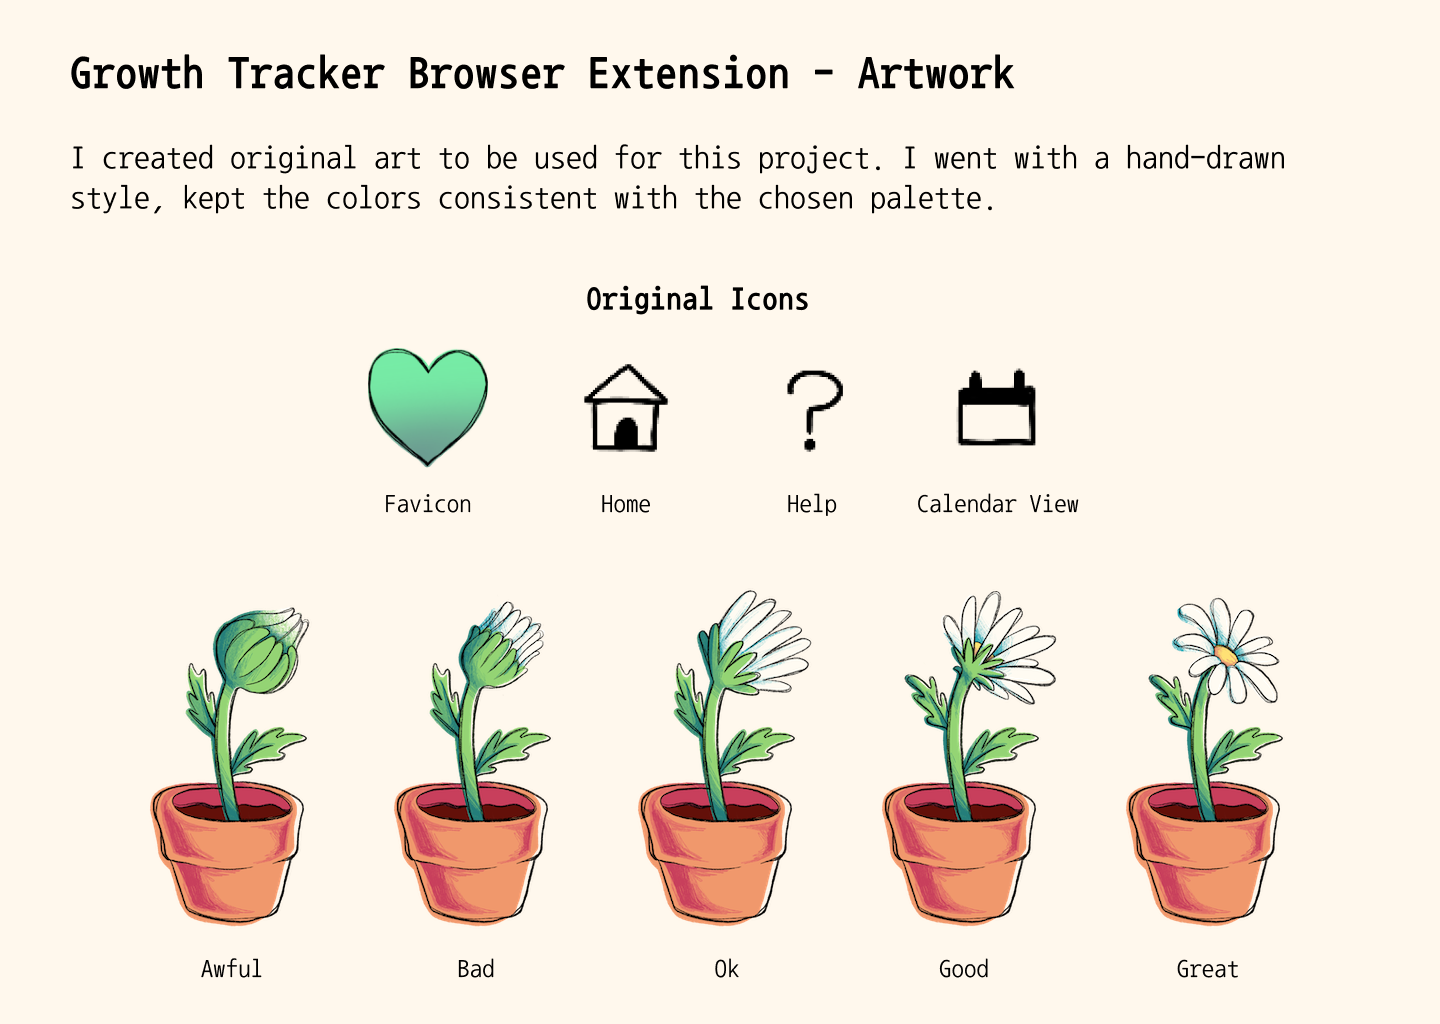 Growth Tracker Browser Extension – Artwork
I created original art to be used for this project. I went with a hand-drawn
style, kept the colors consistent with the chosen palette.
Original Icons
Favicon
Home
Help
Calendar View
Awful
Bad
Ok
Good
Great